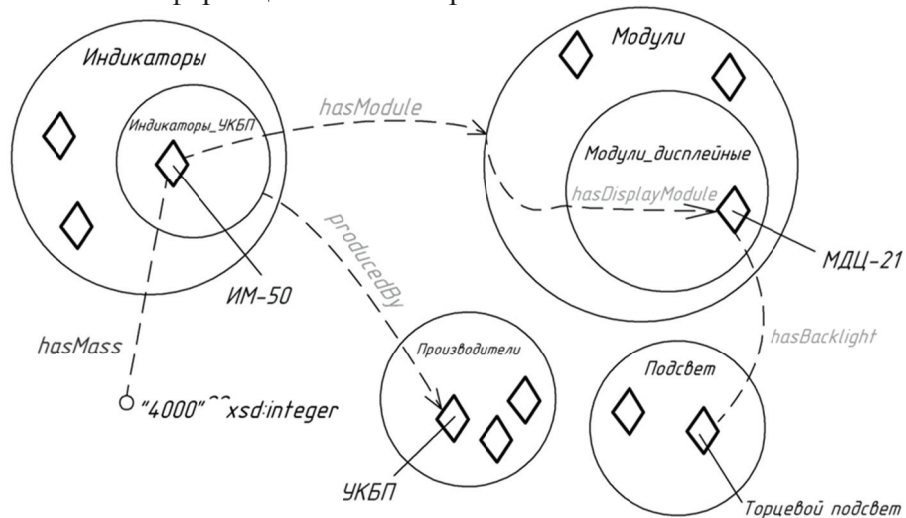 Индикаторы
Модули
hasModule
Индикаторы_УКБП
Модули_дисплейные
hasDisplayModule
producedBy
МДЦ-21
ИМ-50
hasMass
Производители
hasBacklight
Подсвет
"4000"^^xsd:integer
УКБП
Торцевой подсвет